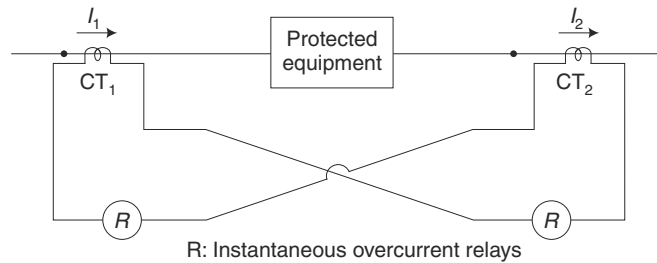 I₁
I₂
Protected
equipment
CT₁
CT₂
R
R
R: Instantaneous overcurrent relays